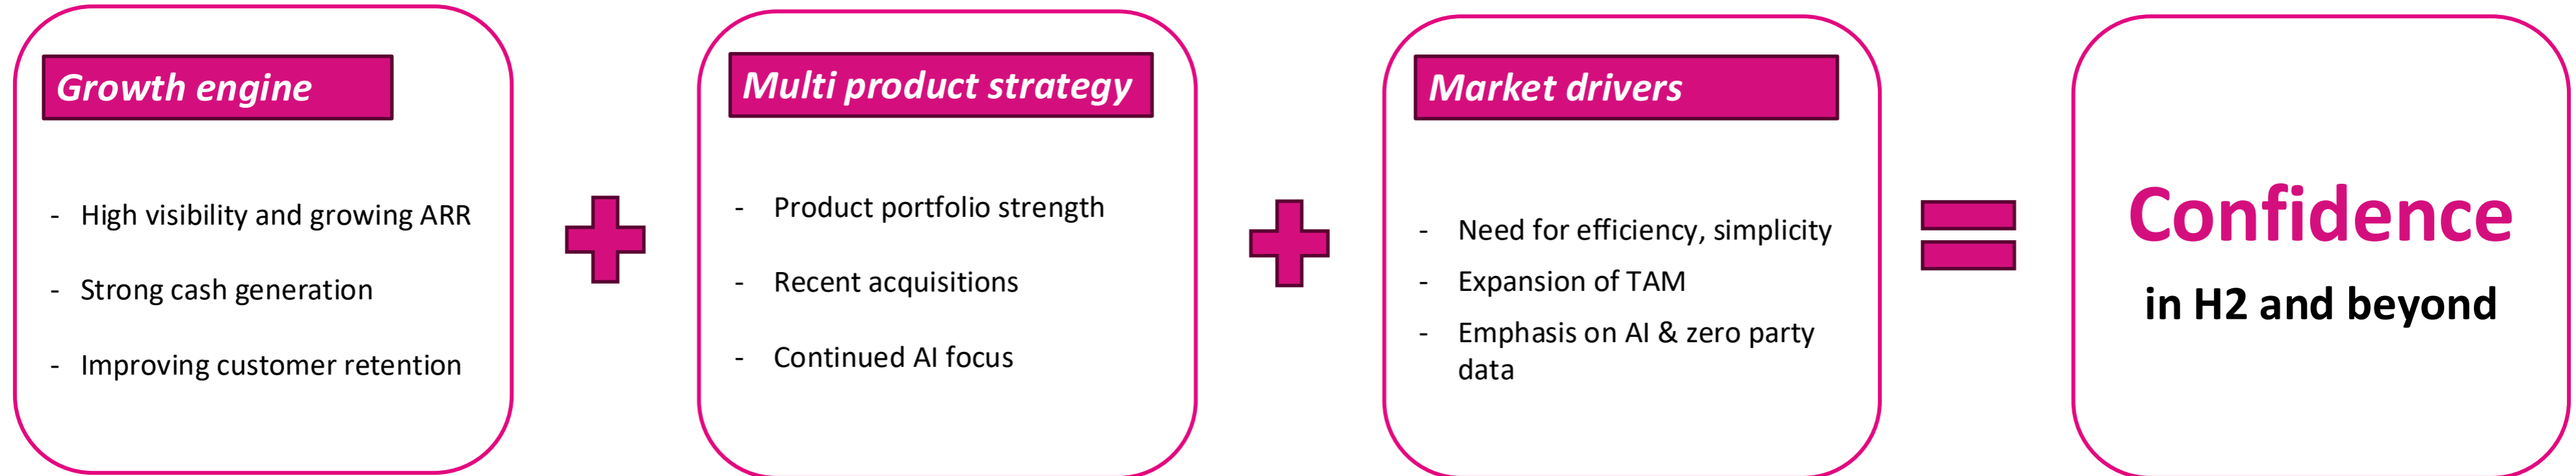 Growth engine
- High visibility and growing ARR
- Strong cash generation
- Improving customer retention
Multi product strategy
- Product portfolio strength
- Recent acquisitions
- Continued AI focus
Market drivers
- Need for efficiency, simplicity
- Expansion of TAM
- Emphasis on AI & zero party
data
Confidence
in H2 and beyond